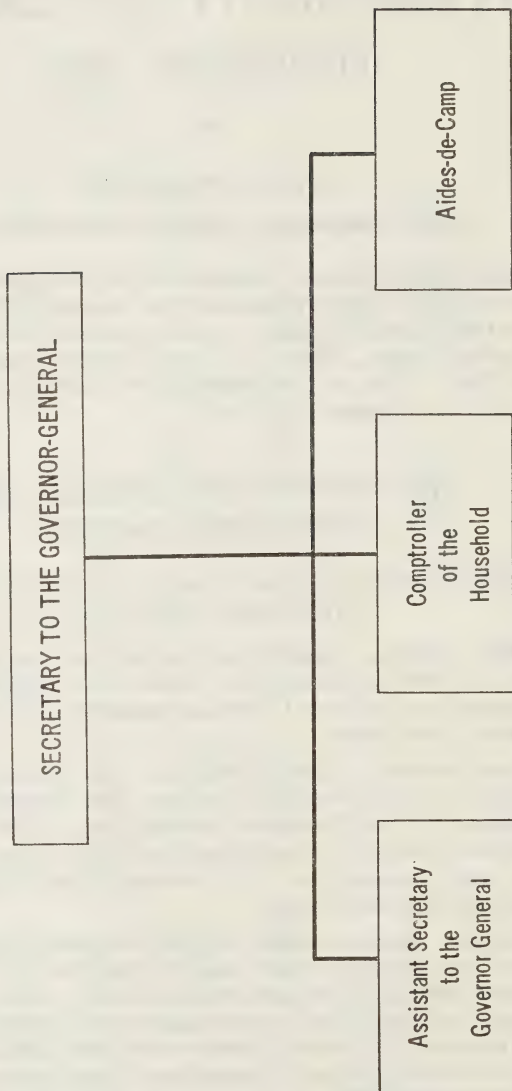 SECRETARY TO THE GOVERNOR-GENERAL
Assistant Secretary
to the
Governor General
Comptroller
of the
Household
Aides-de-Camp